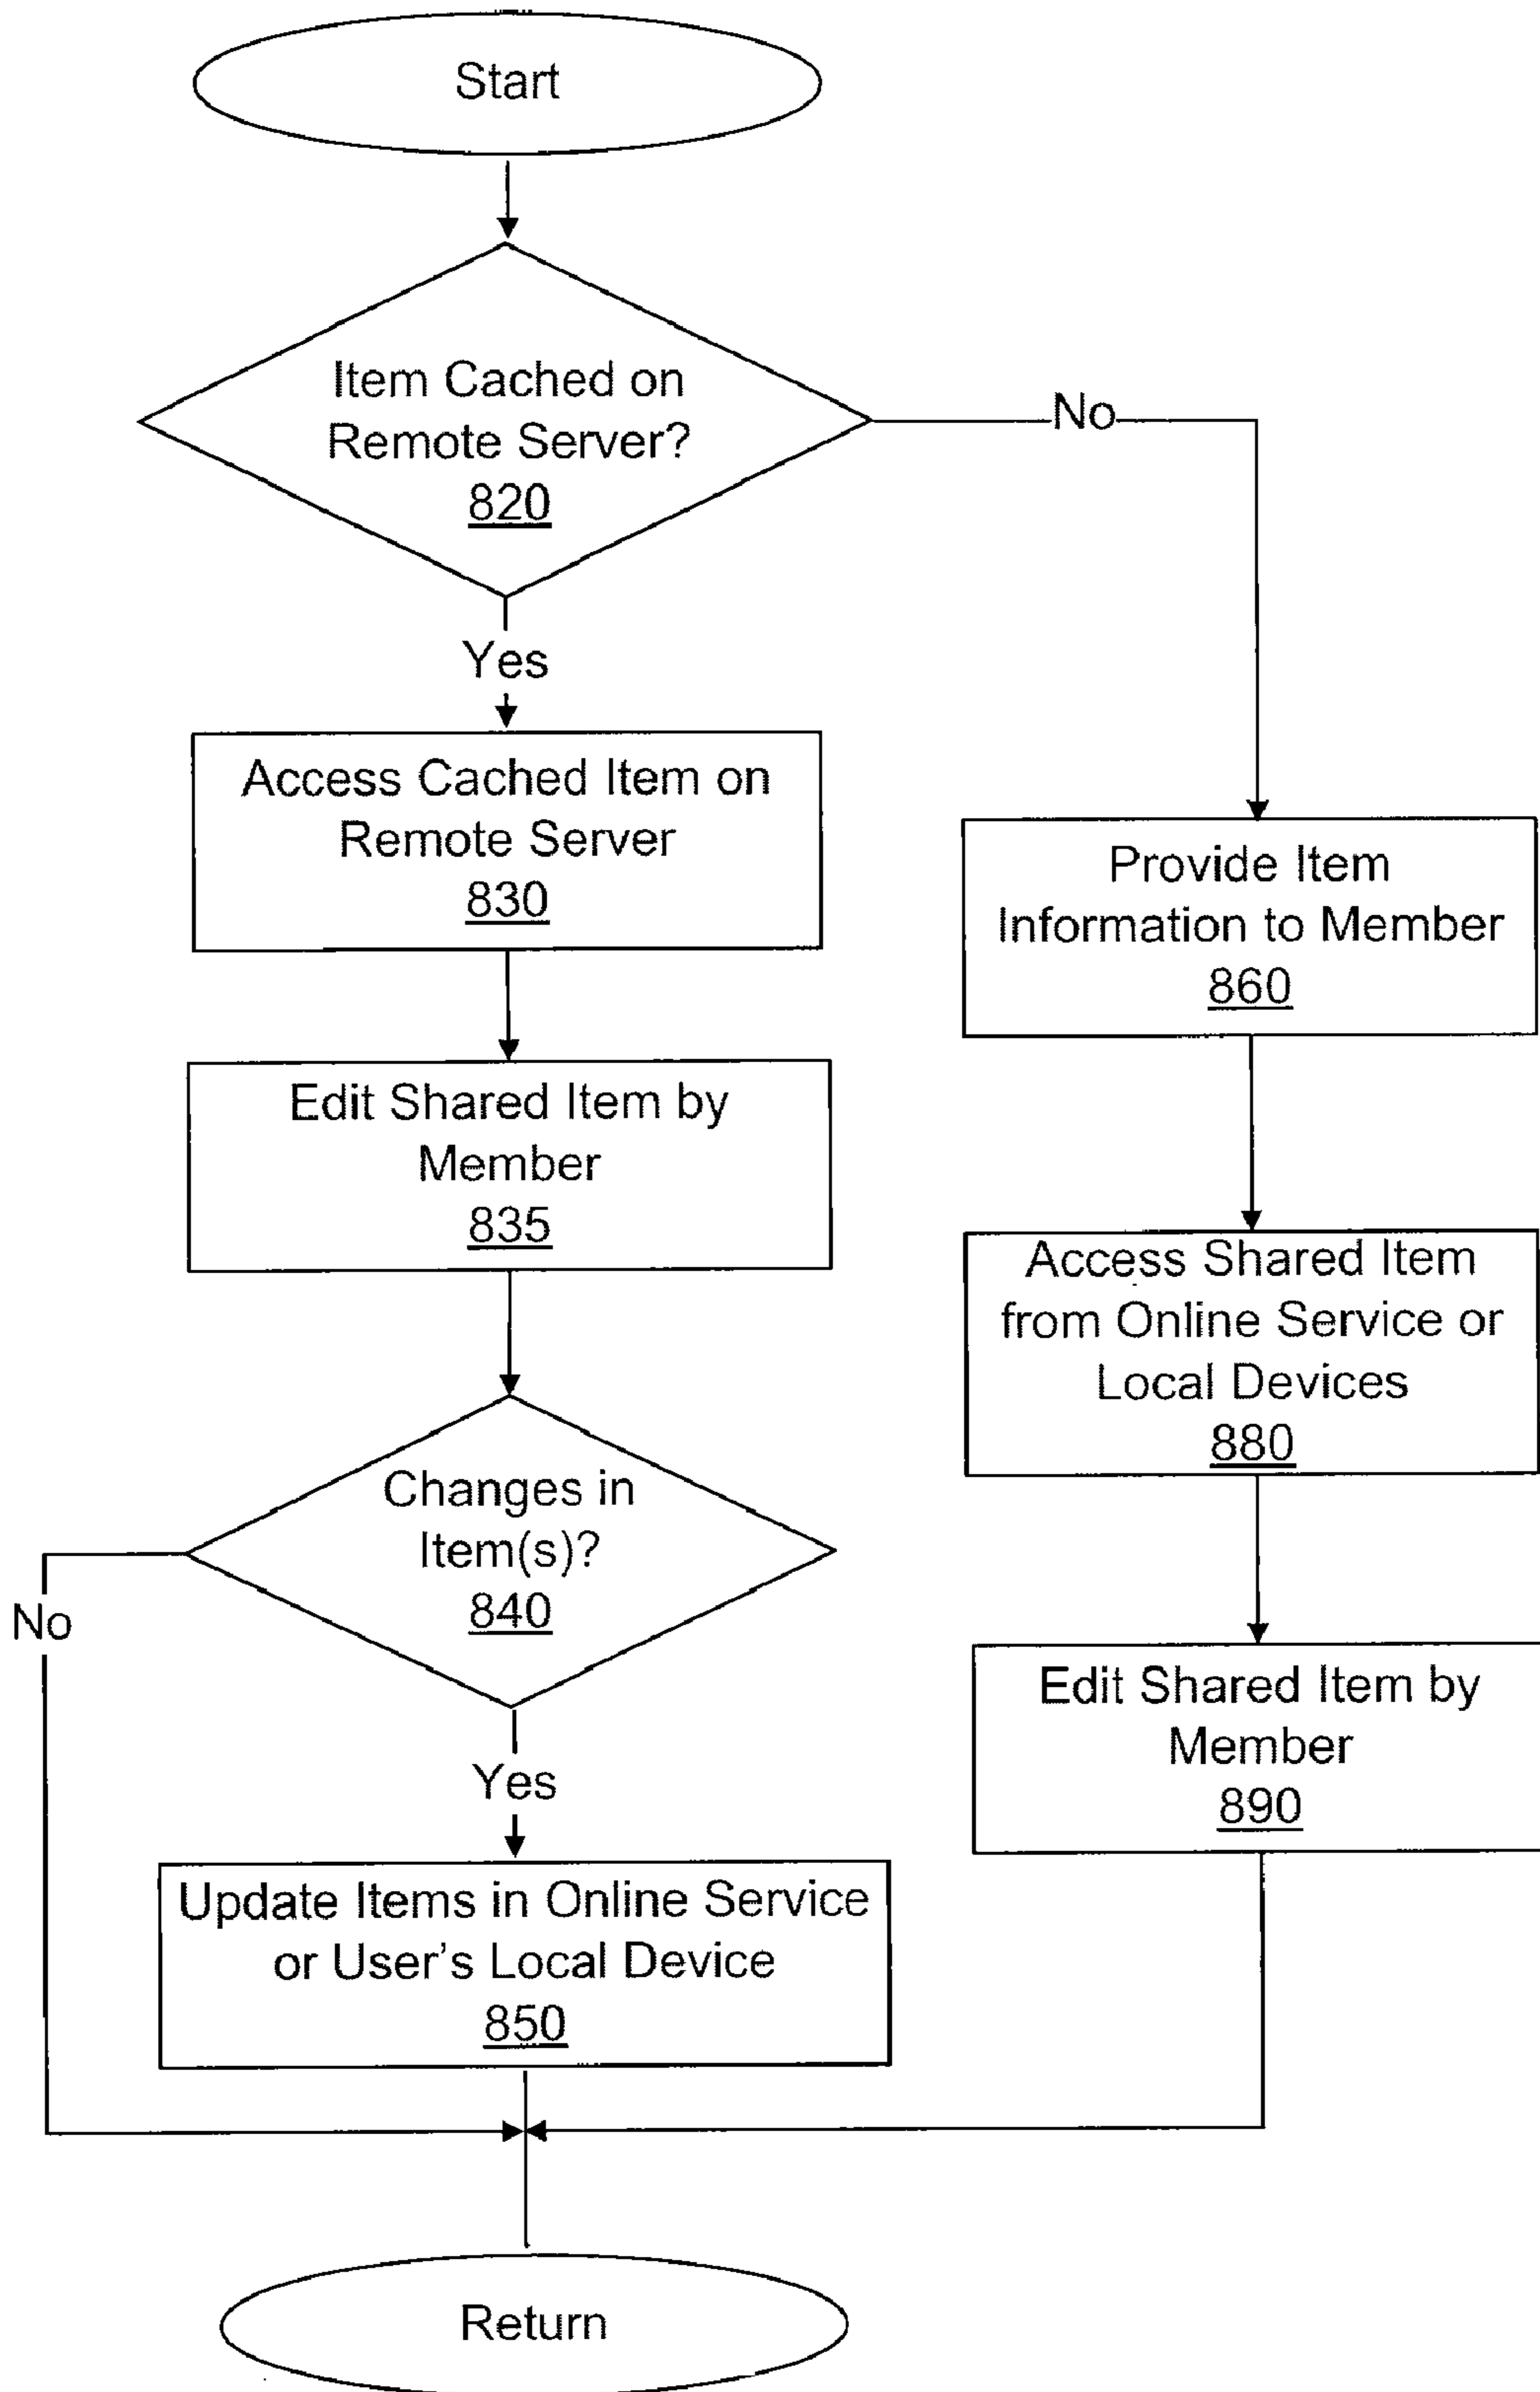 Start
Item Cached on
Remote Server?
820
No
Yes
Access Cached Item on
Remote Server
830
Provide Item
Information to Member
860
Edit Shared Item by
Member
835
Access Shared Item
from Online Service or
Local Devices
880
Changes in
Item(s)?
840
No
Yes
Edit Shared Item by
Member
890
Update Items in Online Service
or User's Local Device
850
Return